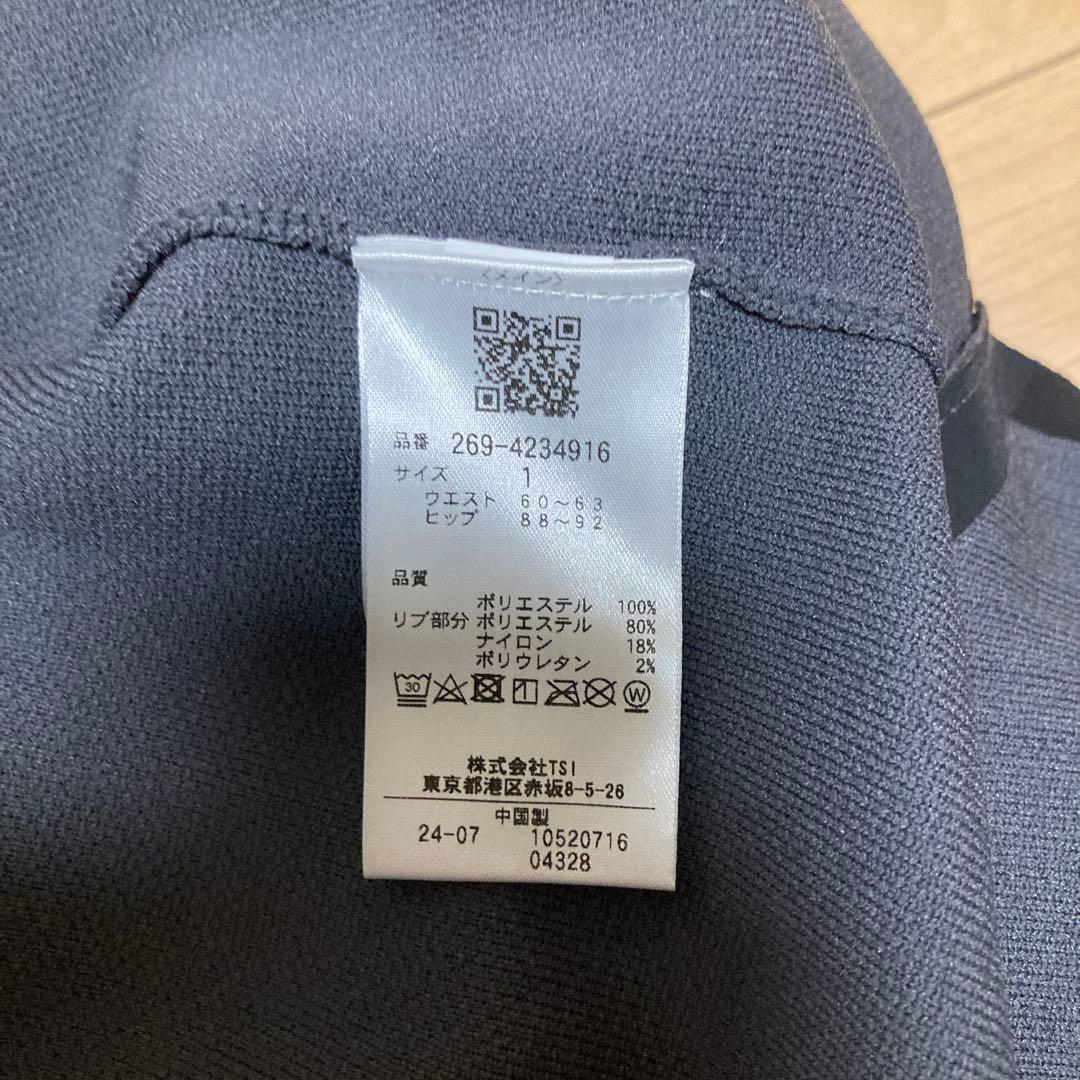 品番 269-4234916
サイズ 1
ウエスト 60~63
ヒップ 88~92
品質
ポリエステル 100%
リブ部分 ポリエステル 80%
ナイロン 18%
ポリウレタン 2%
30
W
株式会社TSI
東京都港区赤坂8-5-26
中国製
24-07 10520716
04328